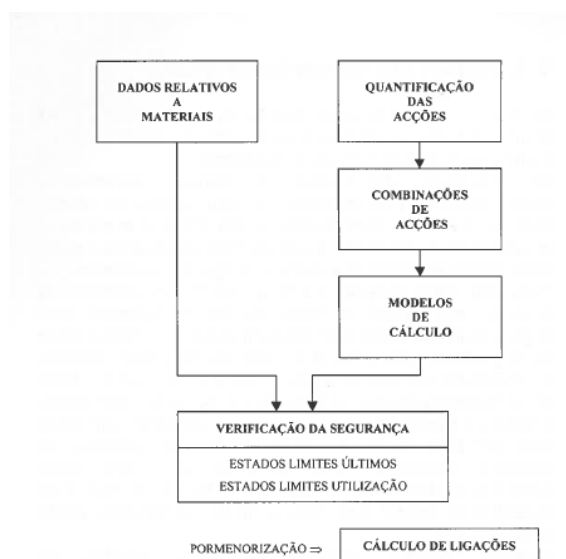 DADOS RELATIVOS
A
MATERIAIS
QUANTIFICAÇÃO
DAS
ACÇÕES
COMBINAÇÕES
DE
ACÇÕES
MODELOS
DE
CÁLCULO
VERIFICAÇÃO DA SEGURANÇA
ESTADOS LIMITES ÚLTIMOS
ESTADOS LIMITES UTILIZAÇÃO
PORMENORIZAÇÃO ⇒ CÁLCULO DE LIGAÇÕES